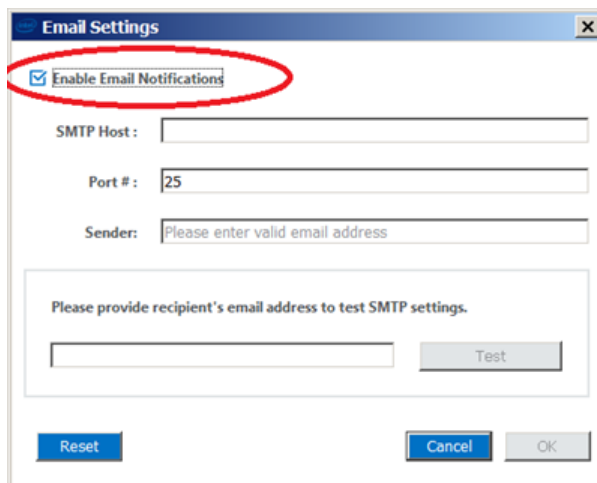 Email Settings
Enable Email Notifications
SMTP Host :
Port # : 25
Sender: Please enter valid email address
Please provide recipient's email address to test SMTP settings.
Test
Reset Cancel OK